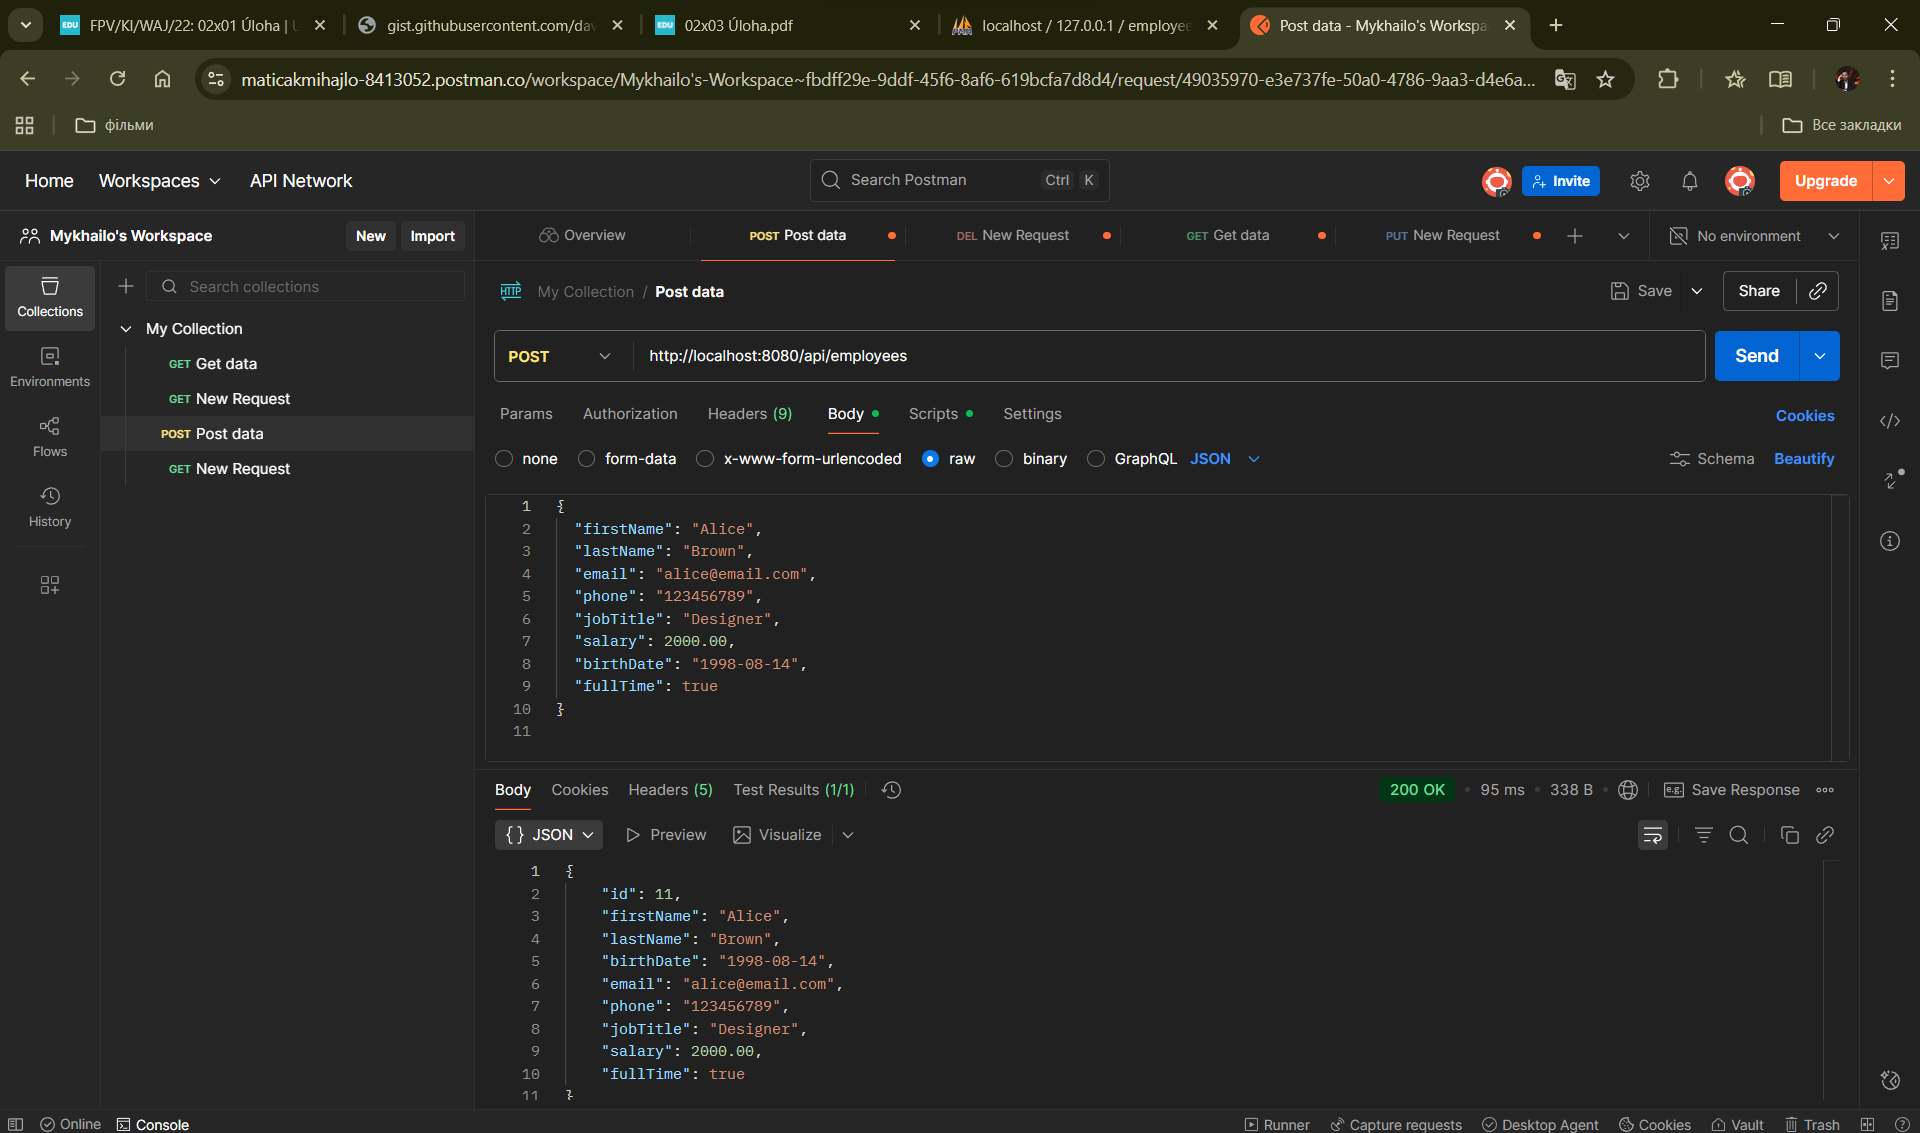 FPV/KI/WAJ/22: 02x01 Úloha |
gist.githubusercontent.com/dav
02x03 Úloha.pdf
localhost / 127.0.0.1 / employee
Post data - Mykhailo's Workspa
maticakmihajlo-8413052.postman.co/workspace/Mykhailo's-Workspace~fbdff29e-9ddf-45f6-8af6-619bcfa7d8d4/request/49035970-e3e737fe-50a0-4786-9aa3-d4e6a...
фільми
Все закладки
Home Workspaces API Network
Search Postman Ctrl K
Invite
Upgrade
Mykhailo's Workspace New Import
Overview
POST Post data
DEL New Request
GET Get data
PUT New Request
No environment
Collections
Environments
Flows
History
Search collections
My Collection
GET Get data
GET New Request
POST Post data
GET New Request
HTTP My Collection / Post data
Save Share
POST http://localhost:8080/api/employees Send
Params Authorization Headers (9) Body Scripts Settings Cookies
none form-data x-www-form-urlencoded raw binary GraphQL JSON Schema Beautify
1 {
2 "firstName": "Alice",
3 "lastName": "Brown",
4 "email": "alice@email.com",
5 "phone": "123456789",
6 "jobTitle": "Designer",
7 "salary": 2000.00,
8 "birthDate": "1998-08-14",
9 "fullTime": true
10 }
11
Body Cookies Headers (5) Test Results (1/1) 200 OK • 95 ms • 338 B e.g. Save Response
{} JSON Preview Visualize
1 {
2 "id": 11,
3 "firstName": "Alice",
4 "lastName": "Brown",
5 "birthDate": "1998-08-14",
6 "email": "alice@email.com",
7 "phone": "123456789",
8 "jobTitle": "Designer",
9 "salary": 2000.00,
10 "fullTime": true
11 }
Online Console Runner Capture requests Desktop Agent Cookies Vault Trash